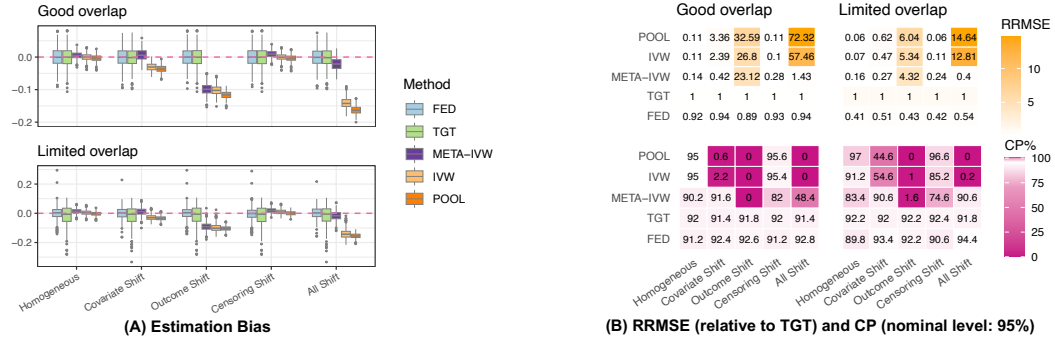 Good overlap
0.0
−0.1
−0.2
Limited overlap
0.2
0.0
−0.2
Homogeneous
Covariate Shift
Outcome Shift
Censoring Shift
All Shift
Method
FED
TGT
META−IVW
IVW
POOL
(A) Estimation Bias
Good overlap Limited overlap
POOL 0.11 3.36 32.59 0.11 72.32 0.06 0.62 6.04 0.06 14.64
IVW 0.11 2.39 26.8 0.1 57.46 0.07 0.47 5.34 0.11 12.81
META−IVW 0.14 0.42 23.12 0.28 1.43 0.16 0.27 4.32 0.24 0.4
TGT 1 1 1 1 1 1 1 1 1 1
FED 0.92 0.94 0.89 0.93 0.94 0.41 0.51 0.43 0.42 0.54
RRMSE
10
5
POOL 95 0.6 0 95.6 0 97 44.6 0 96.6 0
IVW 95 2.2 0 95.4 0 91.2 54.6 1 85.2 0.2
META−IVW 90.2 91.6 0 82 48.4 83.4 90.6 1.6 74.6 90.6
TGT 92 91.4 91.8 92 91.4 92.2 92 92.2 92.4 91.8
FED 91.2 92.4 92.6 91.2 92.8 89.8 93.4 92.2 90.6 94.4
CP%
100
75
50
25
0
Homogeneous
Covariate Shift
Outcome Shift
Censoring Shift
All Shift
Homogeneous
Covariate Shift
Outcome Shift
Censoring Shift
All Shift
(B) RRMSE (relative to TGT) and CP (nominal level: 95%)